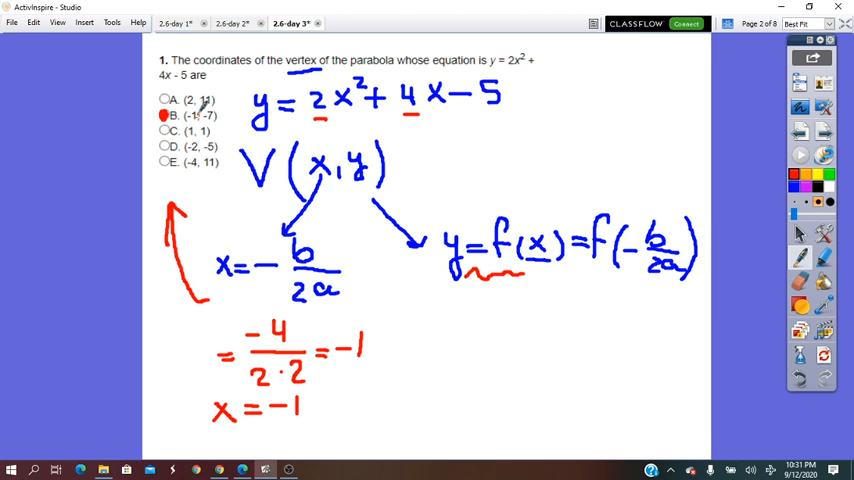 ActivInspire - Studio
File Edit View Insert Tools Help
2.6-day 1* 2.6-day 2* 2.6-day 3*
CLASSFLOW Connect
Page 2 of 8 Best Fit
1. The coordinates of the vertex of the parabola whose equation is y = 2x² +
4x - 5 are
A. (2, 11)
B. (-1, -7)
C. (1, 1)
D. (-2, -5)
E. (-4, 11)
y = 2x² + 4x - 5
V (x, y)
x = - b/2a
y = f(x) = f(- b/2a)
= -4/2·2 = -1
x = -1
10:31 PM
9/12/2020